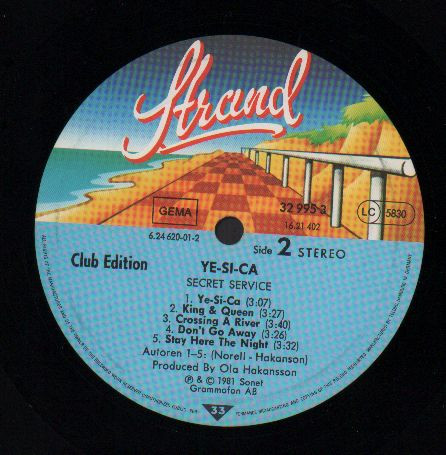 Strand
GEMA
32 995-3
LC 5830
6.24 620-01-2
16.21 402
Side 2 STEREO
Club Edition
YE-SI-CA
SECRET SERVICE
1. Ye-Si-Ca (3:07)
2. King & Queen (3:27)
3. Crossing A River (3:40)
4. Don't Go Away (3:26)
5. Stay Here The Night (3:32)
Autoren 1–5: (Norell - Hakanson)
Produced By Ola Hakansson
℗ & © 1981 Sonet
Grammofon AB
33